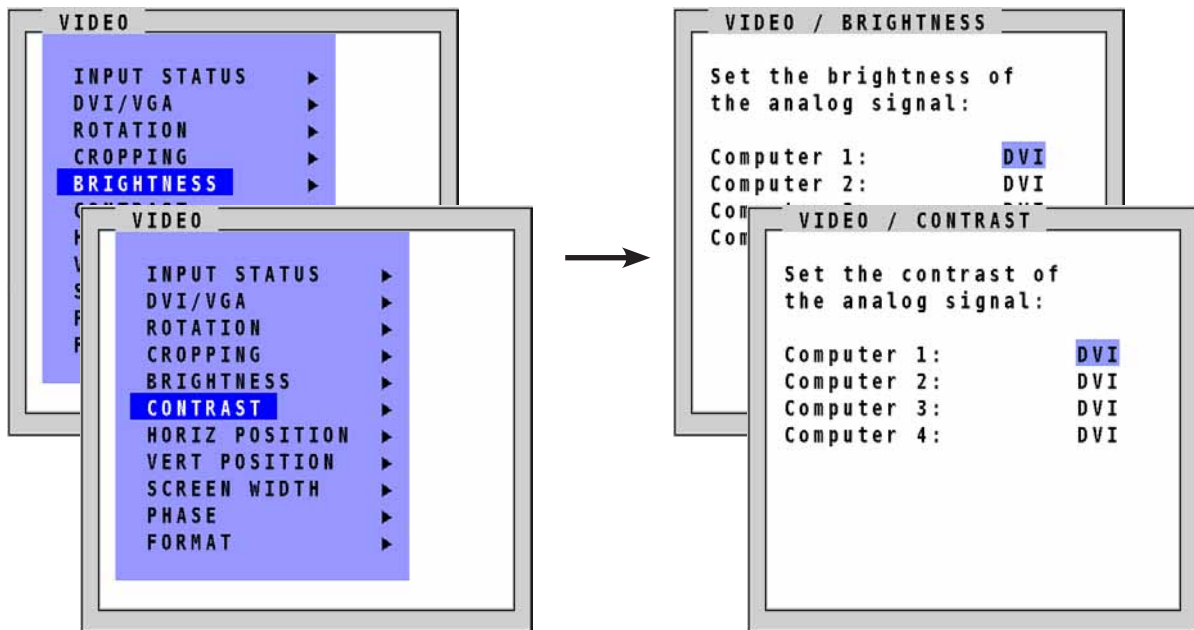 VIDEO
INPUT STATUS
DVI/VGA
ROTATION
CROPPING
BRIGHTNESS
VIDEO
INPUT STATUS
DVI/VGA
ROTATION
CROPPING
BRIGHTNESS
CONTRAST
HORIZ POSITION
VERT POSITION
SCREEN WIDTH
PHASE
FORMAT
VIDEO / BRIGHTNESS
Set the brightness of
the analog signal:
Computer 1: DVI
Computer 2: DVI
VIDEO / CONTRAST
Set the contrast of
the analog signal:
Computer 1: DVI
Computer 2: DVI
Computer 3: DVI
Computer 4: DVI